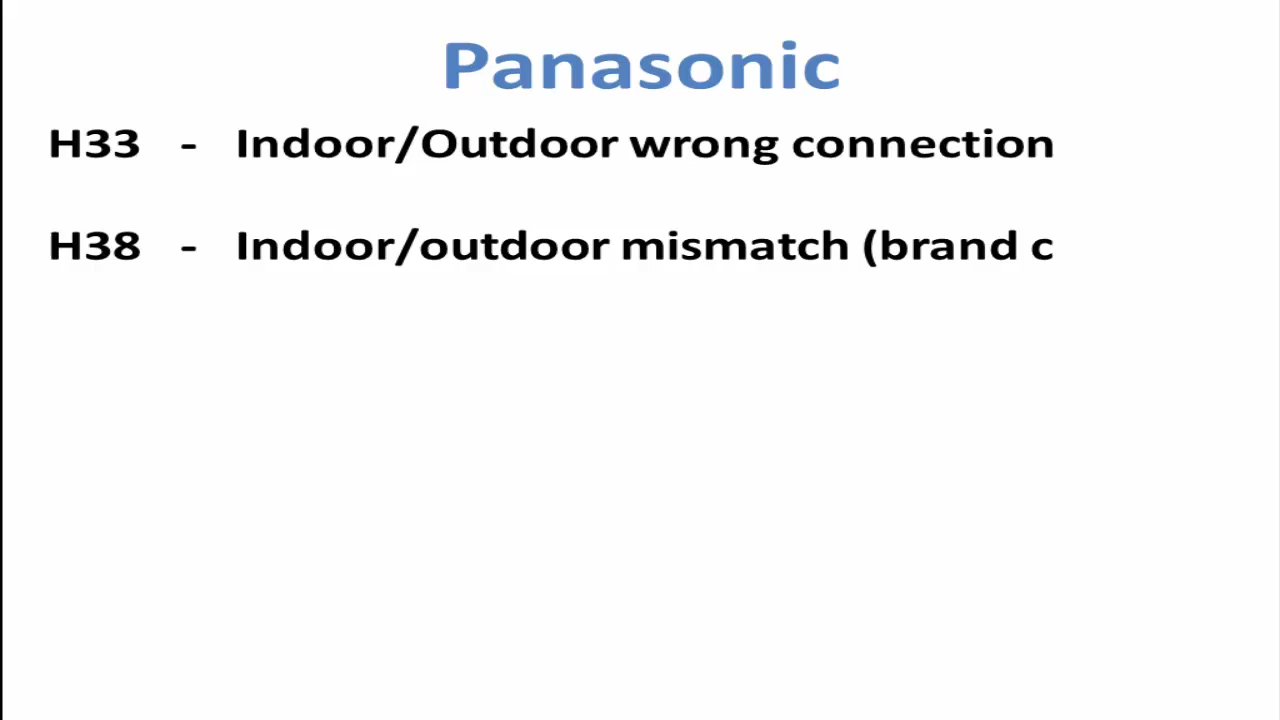 Panasonic
H33 - Indoor/Outdoor wrong connection
H38 - Indoor/outdoor mismatch (brand c